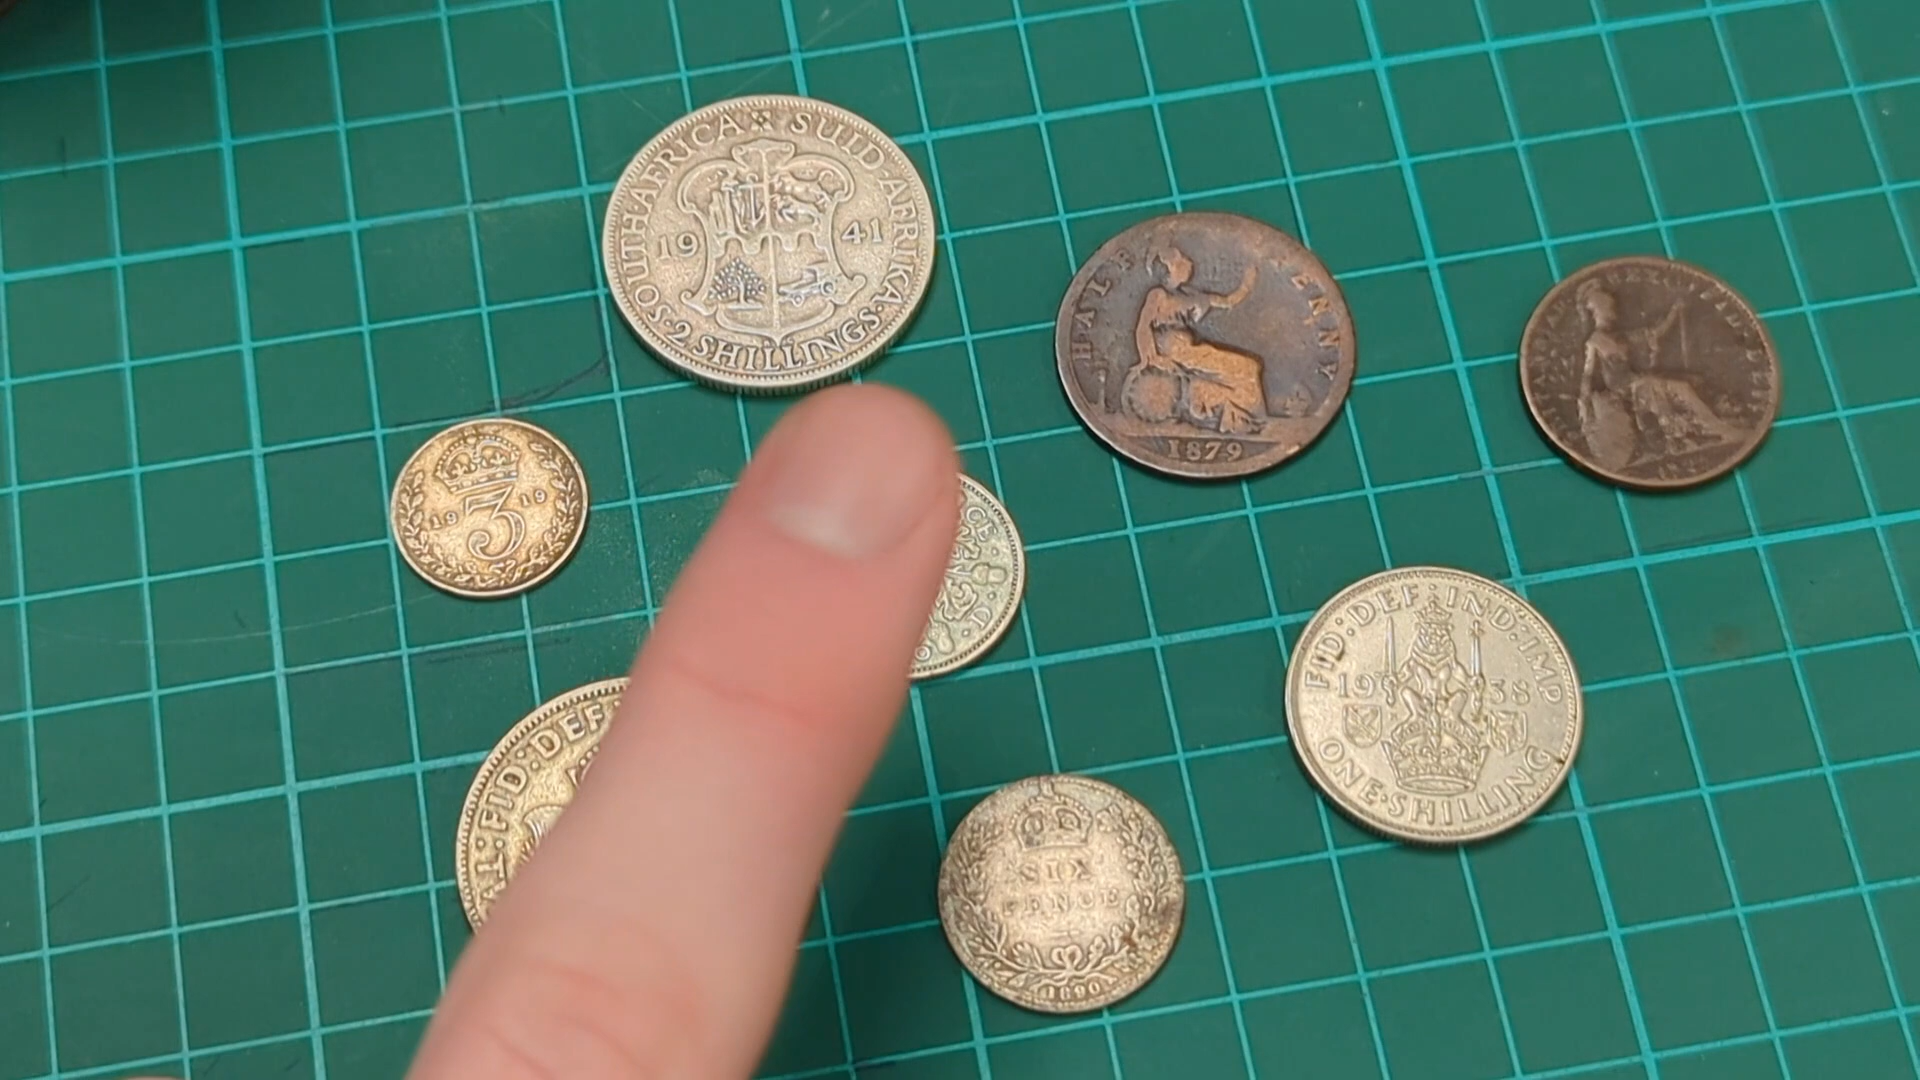 SOUTH·AFRICA SUID-AFRIKA
19 41
2 SHILLINGS
HALF PENNY
1879
3
19 19
FID:DEF:IND:IMP
19 38
ONE·SHILLING
FID:DEF
SIX
PENCE
1890